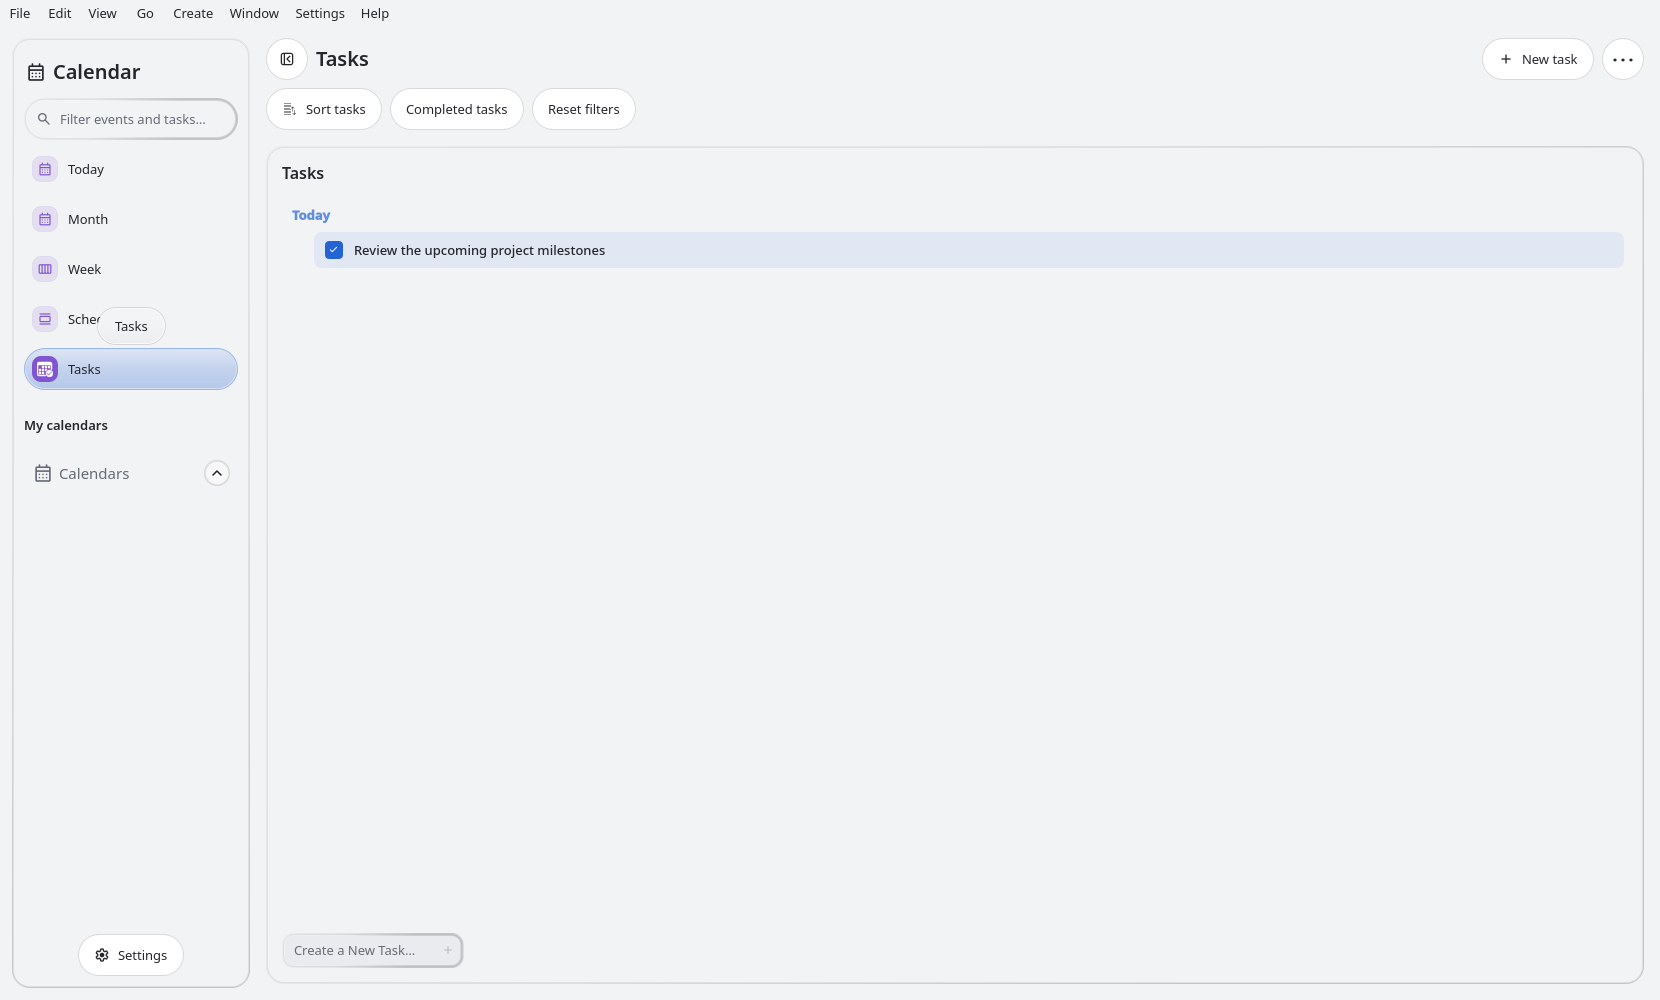 File Edit View Go Create Window Settings Help
Calendar
Filter events and tasks...
Today
Month
Week
Tasks
Tasks
My calendars
Calendars
Settings
Tasks
New task
Sort tasks
Completed tasks
Reset filters
Tasks
Today
Review the upcoming project milestones
Create a New Task...